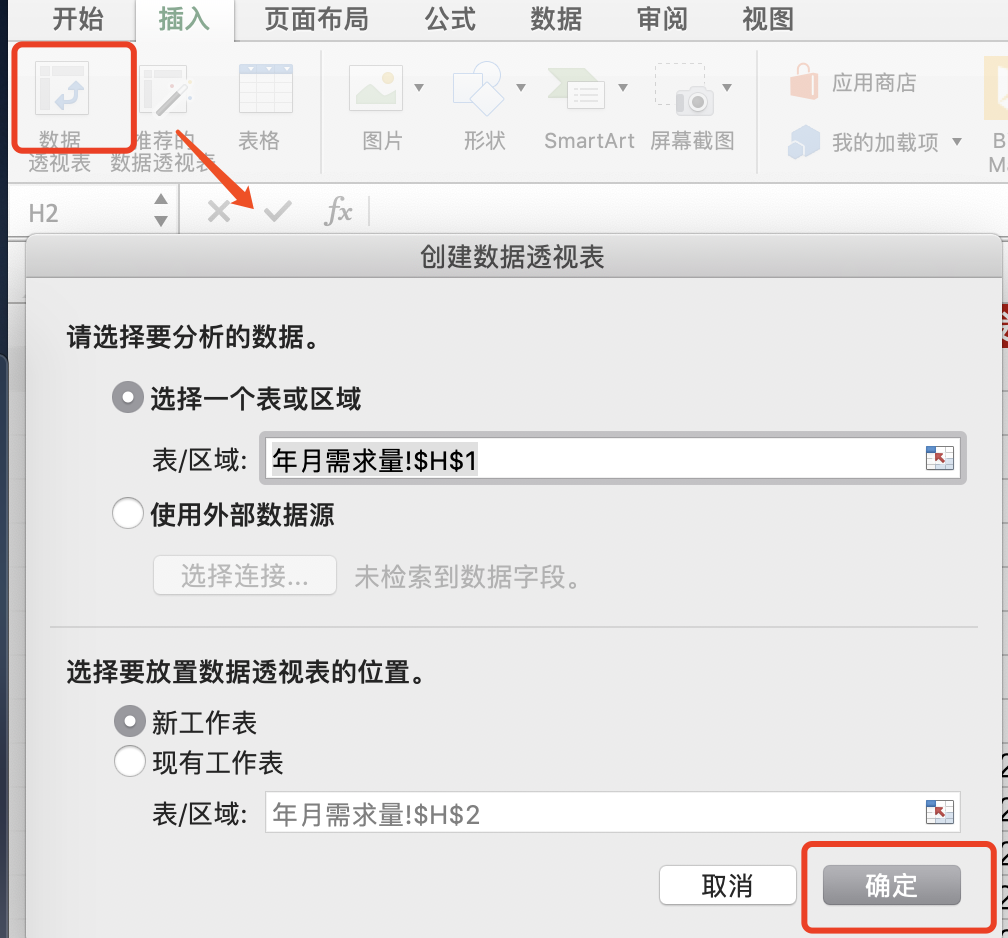 开始 插入 页面布局 公式 数据 审阅 视图
数据
透视表
推荐的
数据透视表
表格
图片
形状
SmartArt
屏幕截图
应用商店
我的加载项
H2
fx
创建数据透视表
请选择要分析的数据。
选择一个表或区域
表/区域: 年月需求量!$H$1
使用外部数据源
选择连接... 未检索到数据字段。
选择要放置数据透视表的位置。
新工作表
现有工作表
表/区域: 年月需求量!$H$2
取消 确定